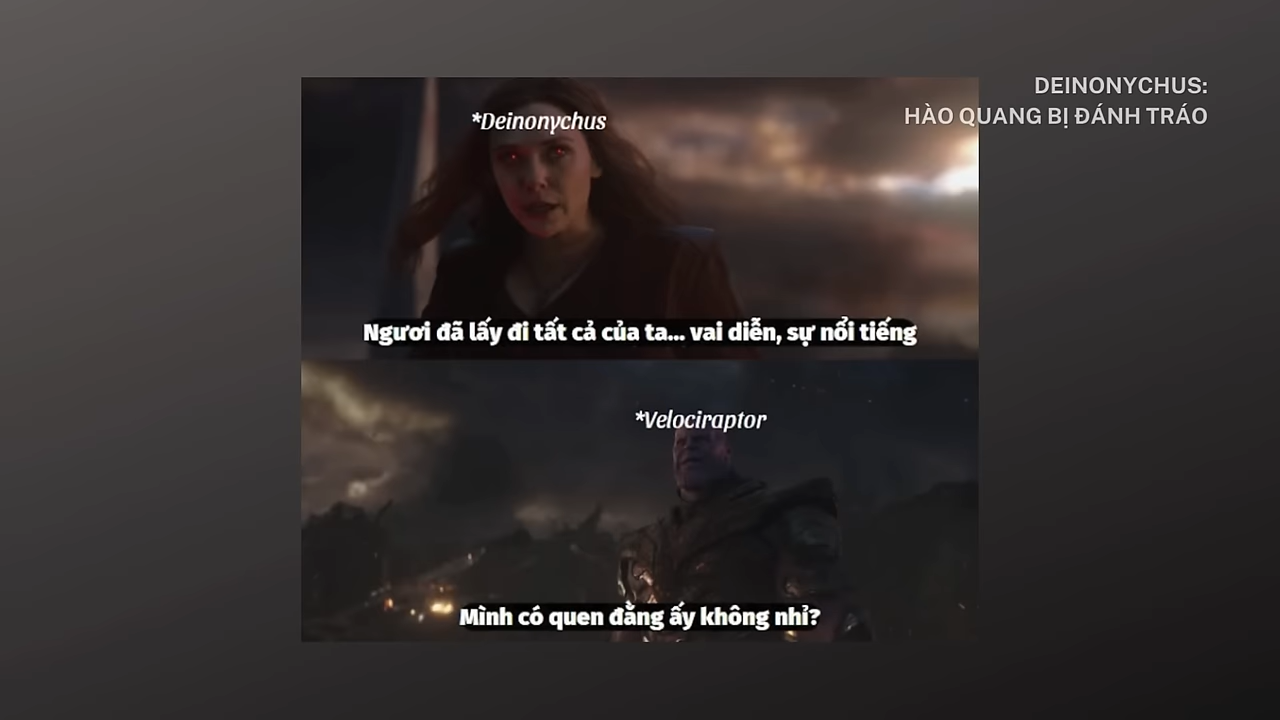 DEINONYCHUS:
HÀO QUANG BỊ ĐÁNH TRÁO
*Deinonychus
Ngươi đã lấy đi tất cả của ta... vai diễn, sự nổi tiếng
*Velociraptor
Mình có quen đằng ấy không nhỉ?